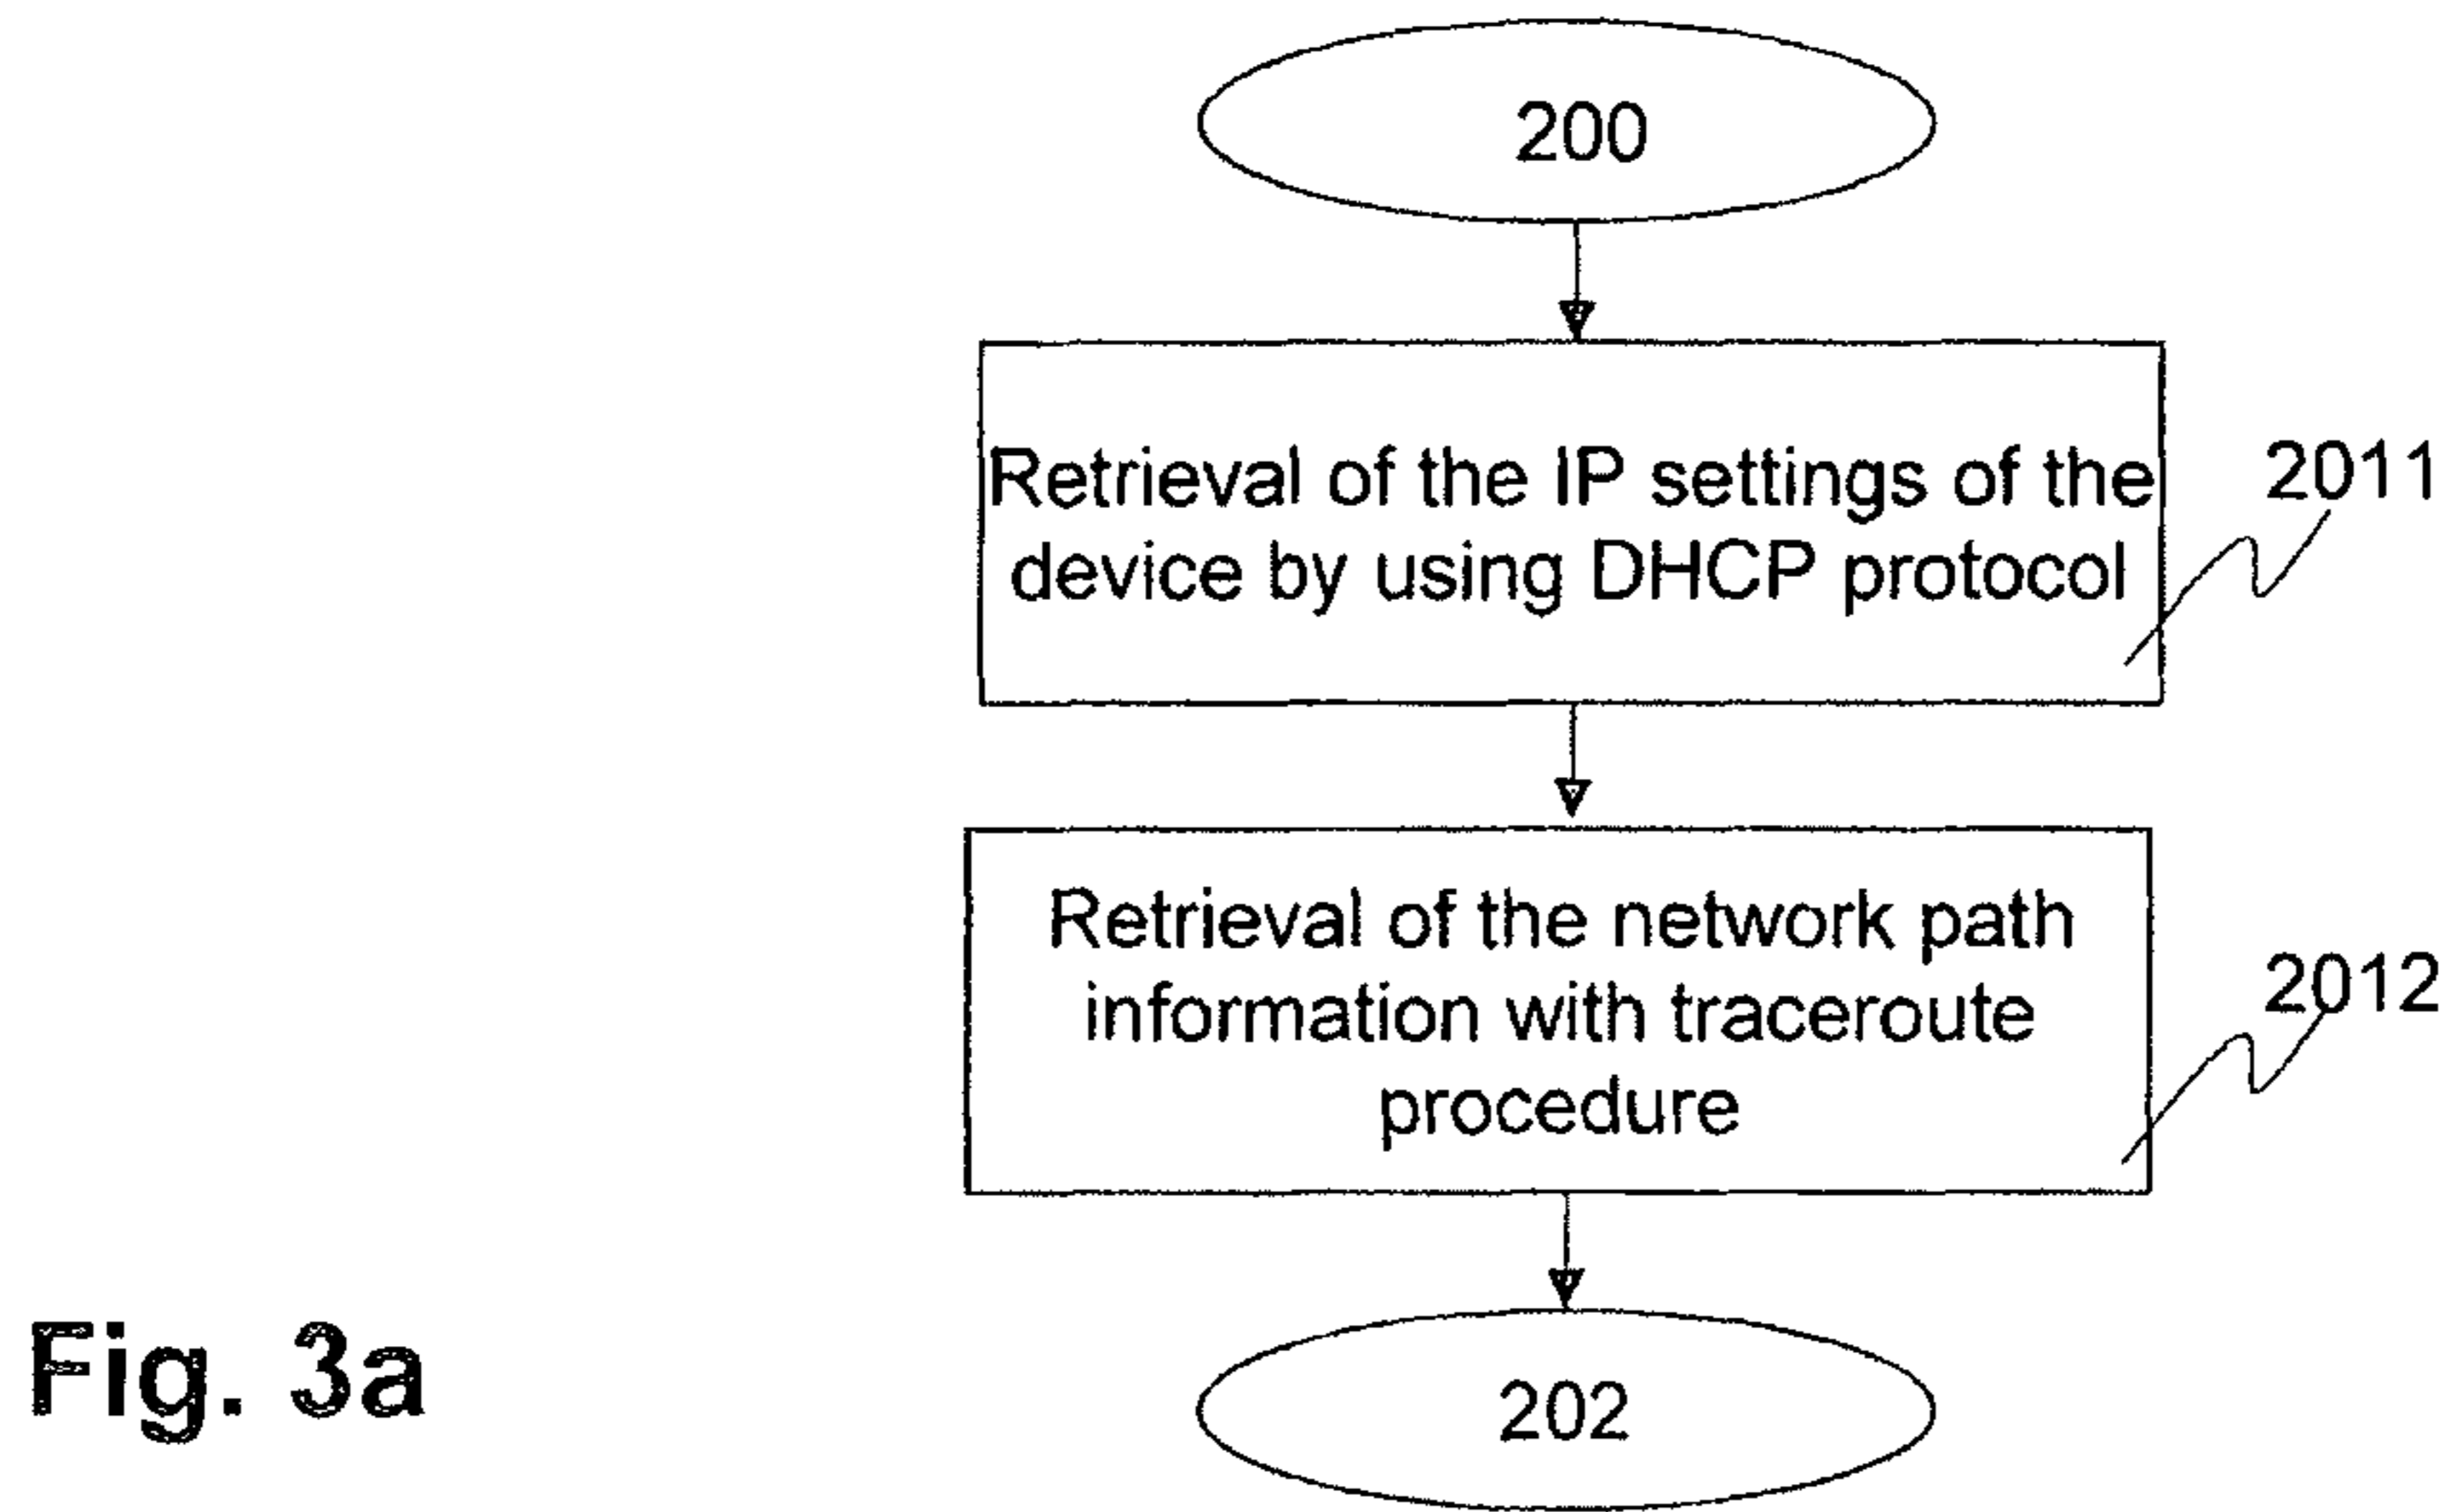 200
Retrieval of the IP settings of the
device by using DHCP protocol
2011
Retrieval of the network path
information with traceroute
procedure
2012
202
Fig. 3a